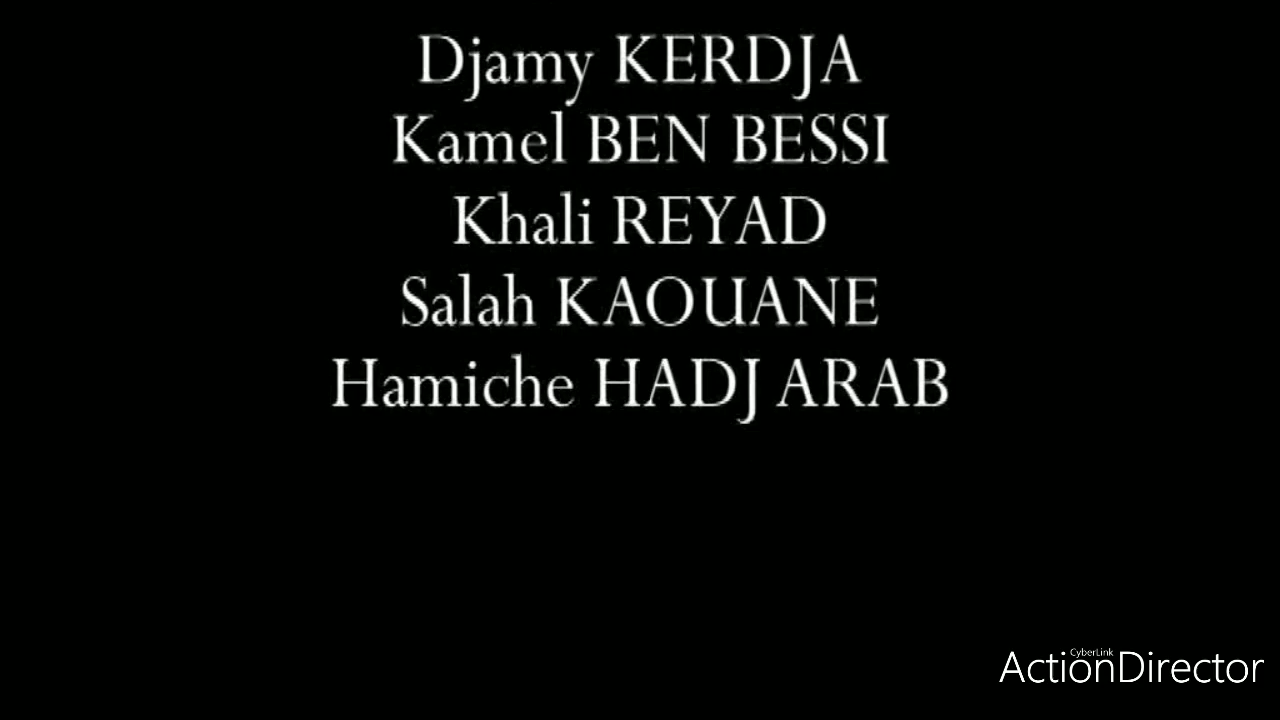 Djamy KERDJA
Kamel BEN BESSI
Khali REYAD
Salah KAOUANE
Hamiche HADJ ARAB
CyberLink
ActionDirector